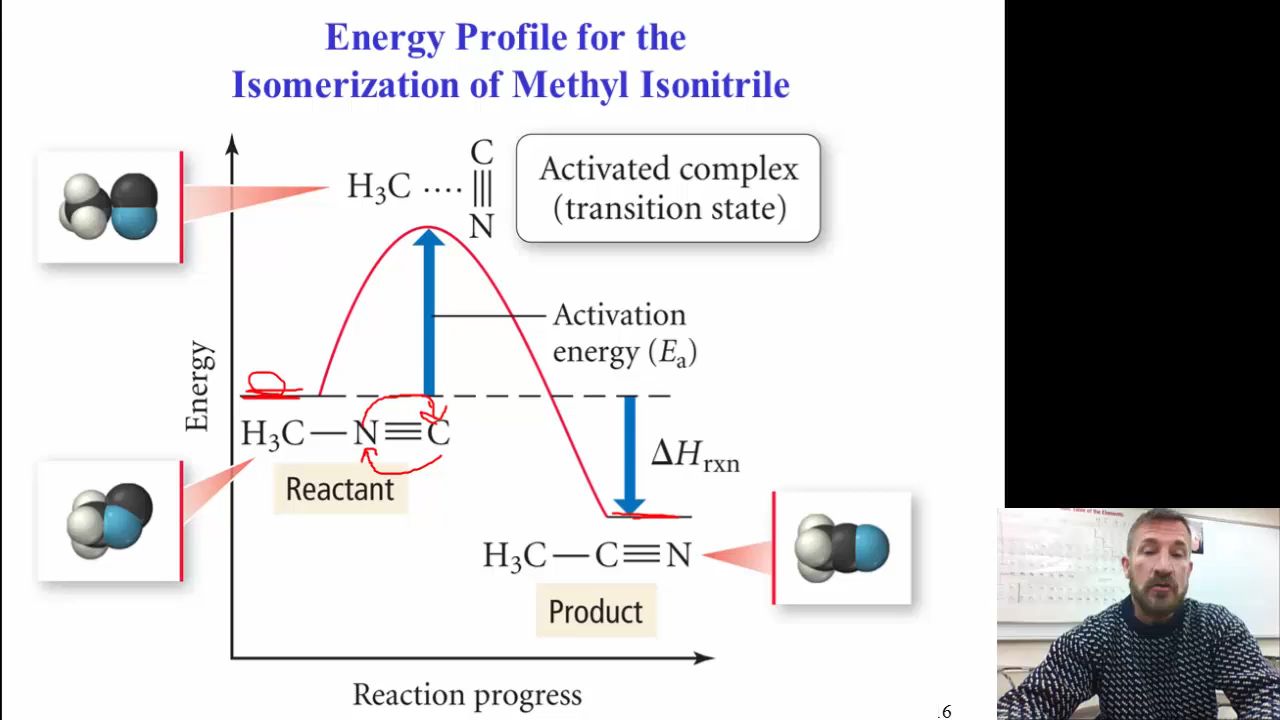 Energy Profile for the
Isomerization of Methyl Isonitrile
C
H₃C ···· |||
N
Activated complex
(transition state)
Activation
energy (Eₐ)
Energy
H₃C—N≡C
Reactant
ΔHrxn
H₃C—C≡N
Product
Reaction progress
.6